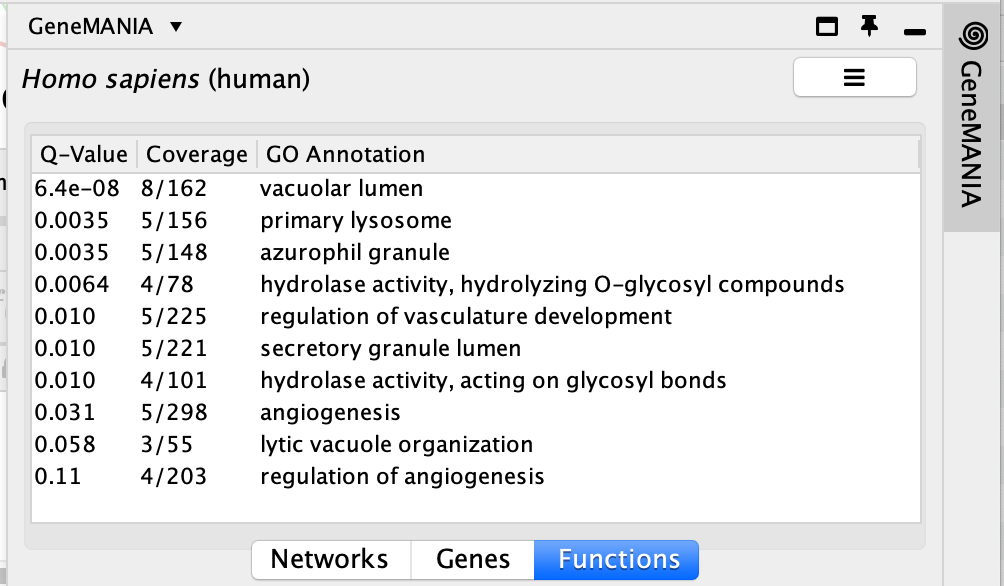 GeneMANIA ▼
Homo sapiens (human)
Q-Value Coverage GO Annotation
6.4e-08 8/162 vacuolar lumen
0.0035 5/156 primary lysosome
0.0035 5/148 azurophil granule
0.0064 4/78 hydrolase activity, hydrolyzing O-glycosyl compounds
0.010 5/225 regulation of vasculature development
0.010 5/221 secretory granule lumen
0.010 4/101 hydrolase activity, acting on glycosyl bonds
0.031 5/298 angiogenesis
0.058 3/55 lytic vacuole organization
0.11 4/203 regulation of angiogenesis
Networks Genes Functions
GeneMANIA